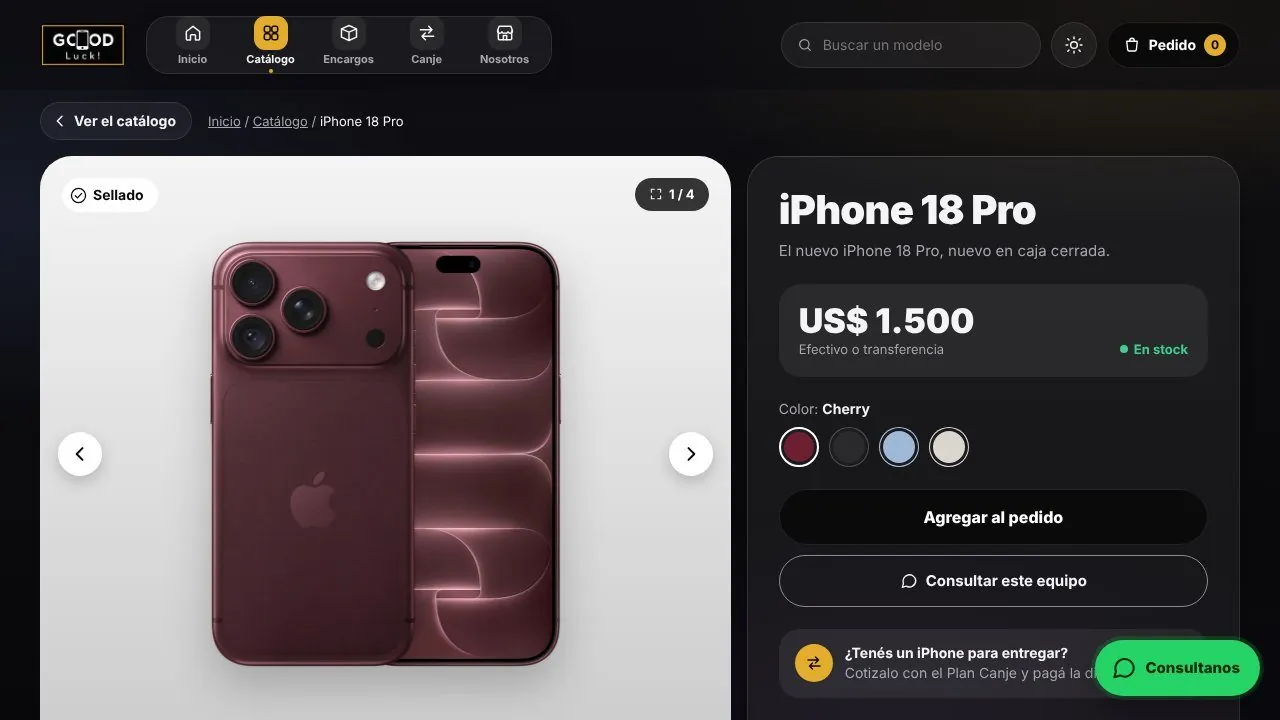 GOOD
Luck!
Inicio
Catálogo
Encargos
Canje
Nosotros
Buscar un modelo
Pedido 0
Ver el catálogo
Inicio / Catálogo / iPhone 18 Pro
Sellado
1 / 4
iPhone 18 Pro
El nuevo iPhone 18 Pro, nuevo en caja cerrada.
US$ 1.500
Efectivo o transferencia
En stock
Color: Cherry
Agregar al pedido
Consultar este equipo
¿Tenés un iPhone para entregar?
Cotizalo con el Plan Canje y pagá la
Consultanos